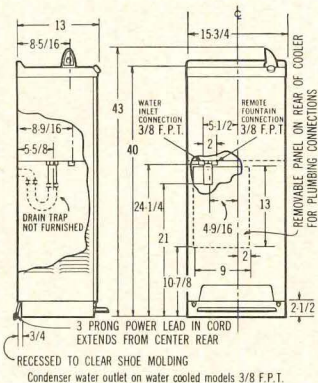 13
8-5/16
℄
15-3/4
43
40
WATER
INLET
CONNECTION
3/8 F.P.T.
REMOTE
FOUNTAIN
CONNECTION
3/8 F.P.T.
5-1/2
2
8-9/16
5-5/8
DRAIN TRAP
NOT FURNISHED
24-1/4
21
4-9/16
13
10-7/8
2
9
2-1/2
REMOVABLE PANEL ON REAR OF COOLER
FOR PLUMBING CONNECTIONS
3/4
3 PRONG POWER LEAD IN CORD
EXTENDS FROM CENTER REAR
RECESSED TO CLEAR SHOE MOLDING
Condenser water outlet on water cooled models 3/8 F.P.T.